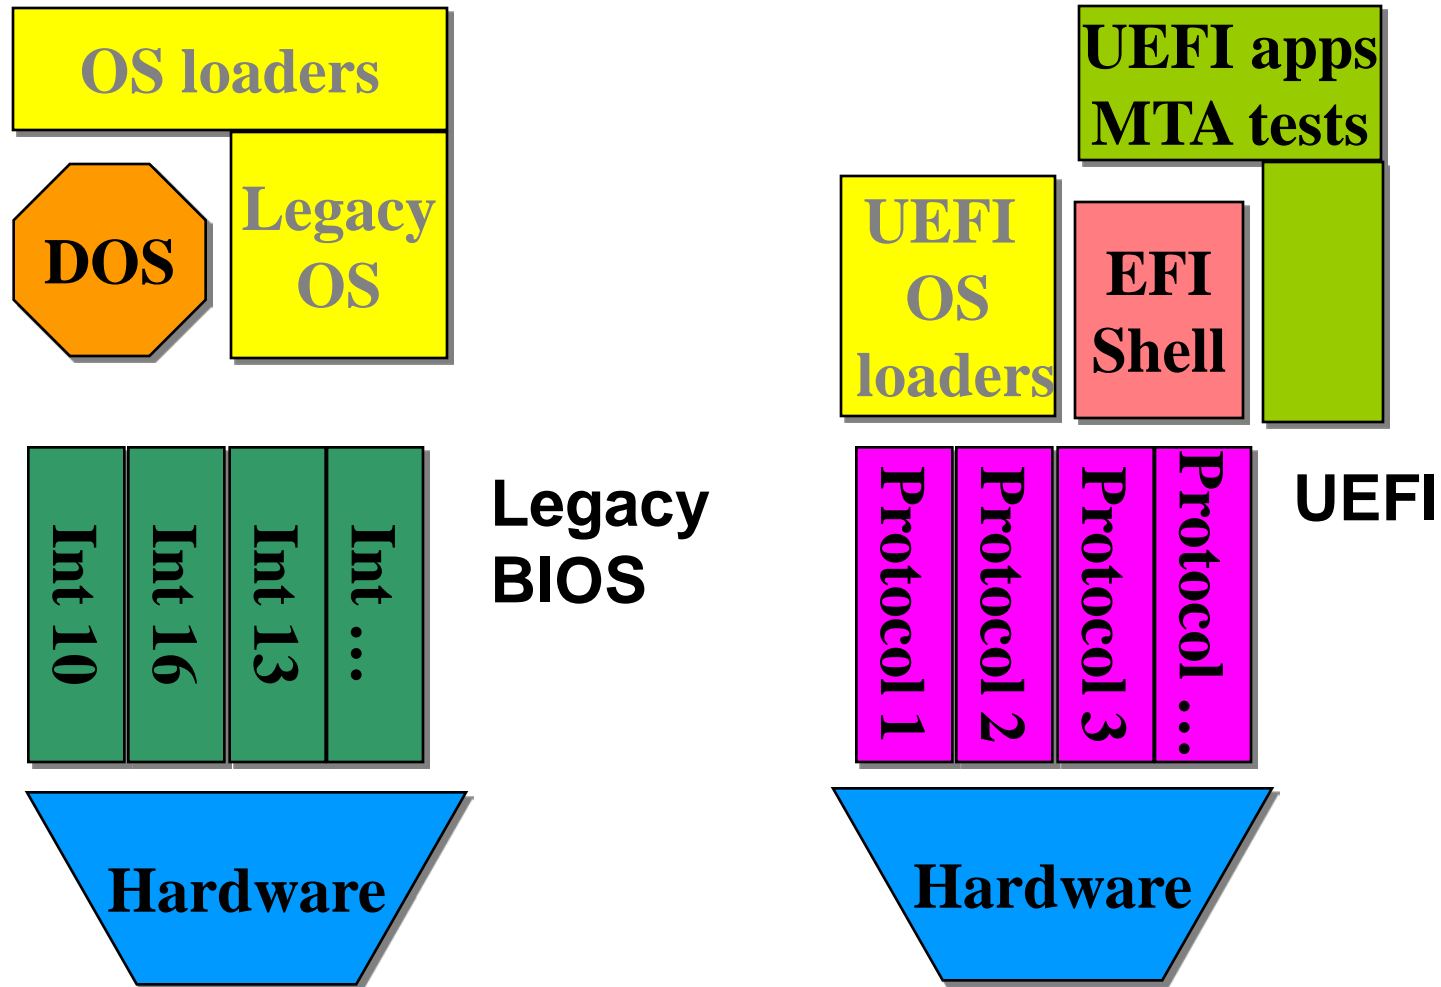 OS loaders
Legacy
OS
DOS
Int 10
Int 16
Int 13
Int ...
Legacy
BIOS
Hardware
UEFI apps
MTA tests
UEFI
OS
loaders
EFI
Shell
Protocol 1
Protocol 2
Protocol 3
Protocol ...
UEFI
Hardware